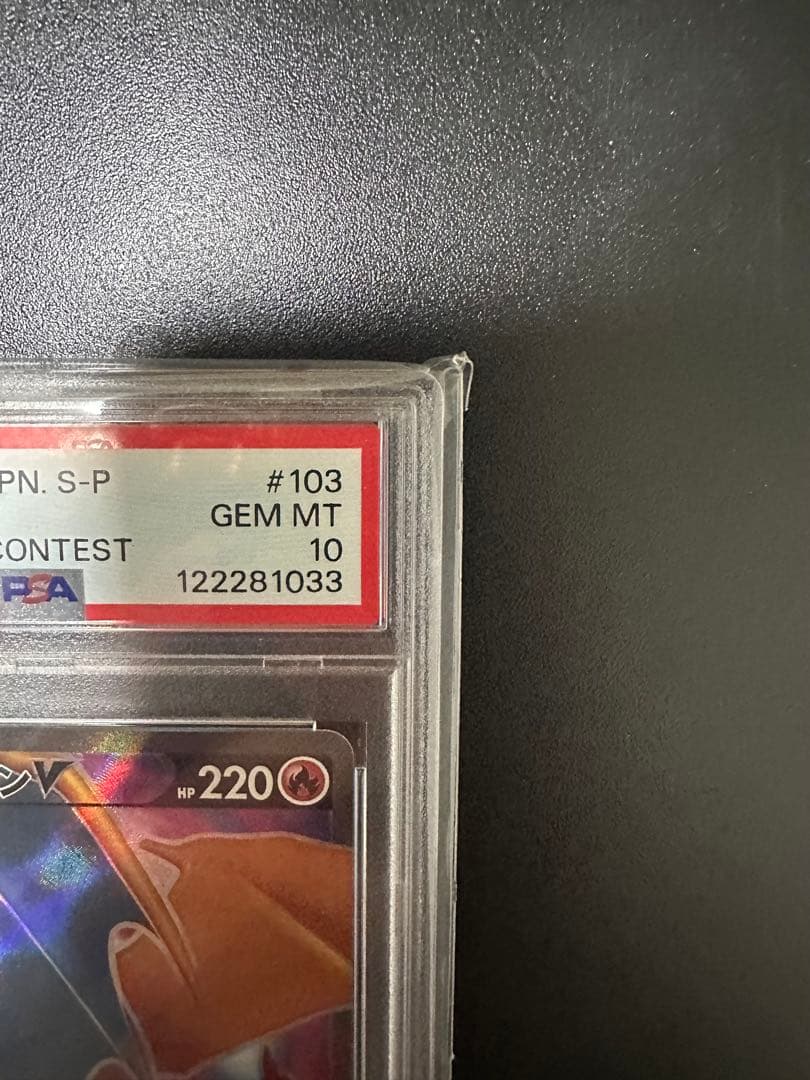 PN. S-P #103
GEM MT
CONTEST 10
PSA 122281033
ンV HP 220